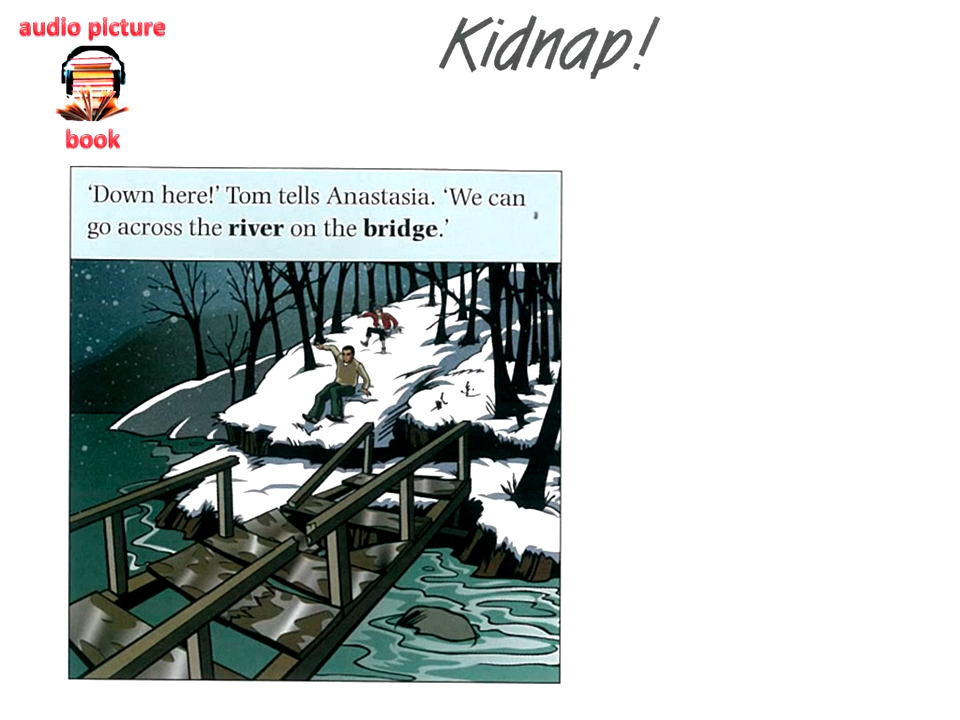 audio picture
book
Kidnap!
‘Down here!’ Tom tells Anastasia. ‘We can
go across the river on the bridge.’